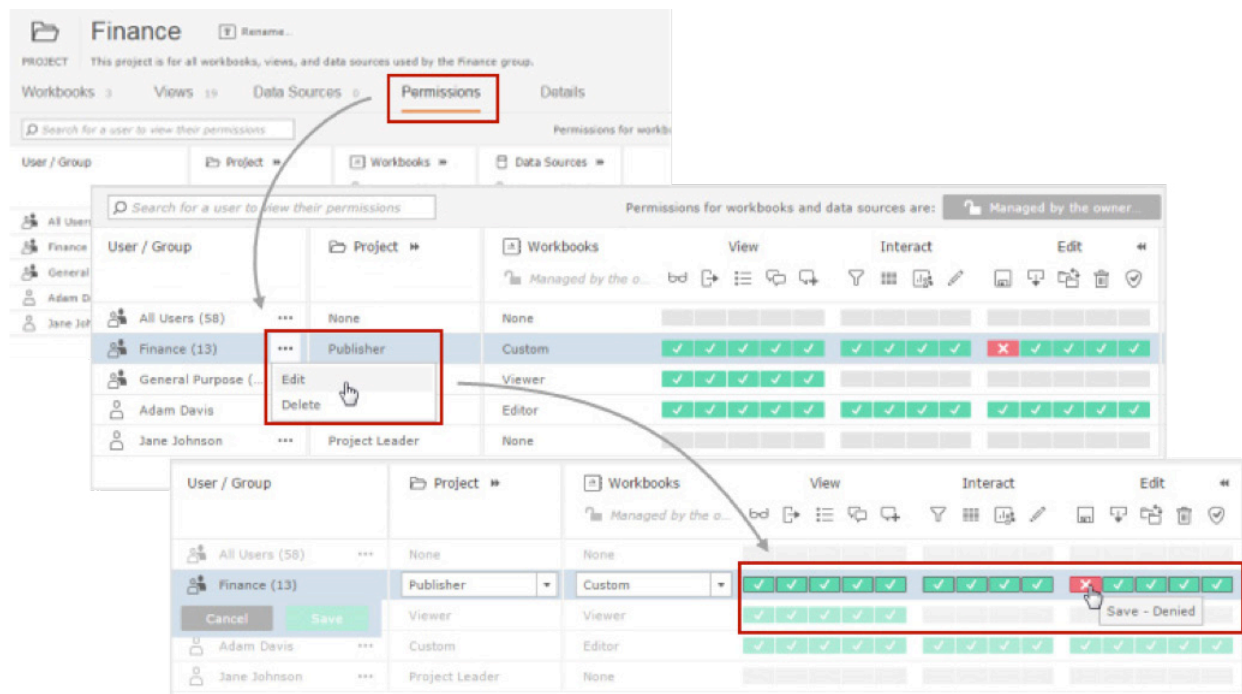 Finance Rename...
PROJECT This project is for all workbooks, views, and data sources used by the Finance group.
Workbooks 3 Views 19 Data Sources 0 Permissions Details
Search for a user to view their permissions Permissions for
User / Group Project Workbooks Data Sources
All Users
Finance
General
Adam
Jane
Search for a user to view their permissions Permissions for workbooks and data sources are: Managed by the owner...
User / Group Project Workbooks View Interact Edit
Managed by the o...
All Users (58) ... None None
Finance (13) ... Publisher Custom
General Purpose (... Viewer
Edit
Delete
Adam Davis Editor
Jane Johnson ... Project Leader None
User / Group Project Workbooks View Interact Edit
Managed by the o...
All Users (58) ... None None
Finance (13) Publisher Custom
Save - Denied
Cancel Save Viewer Viewer
Adam Davis ... Custom Editor
Jane Johnson ... Project Leader None